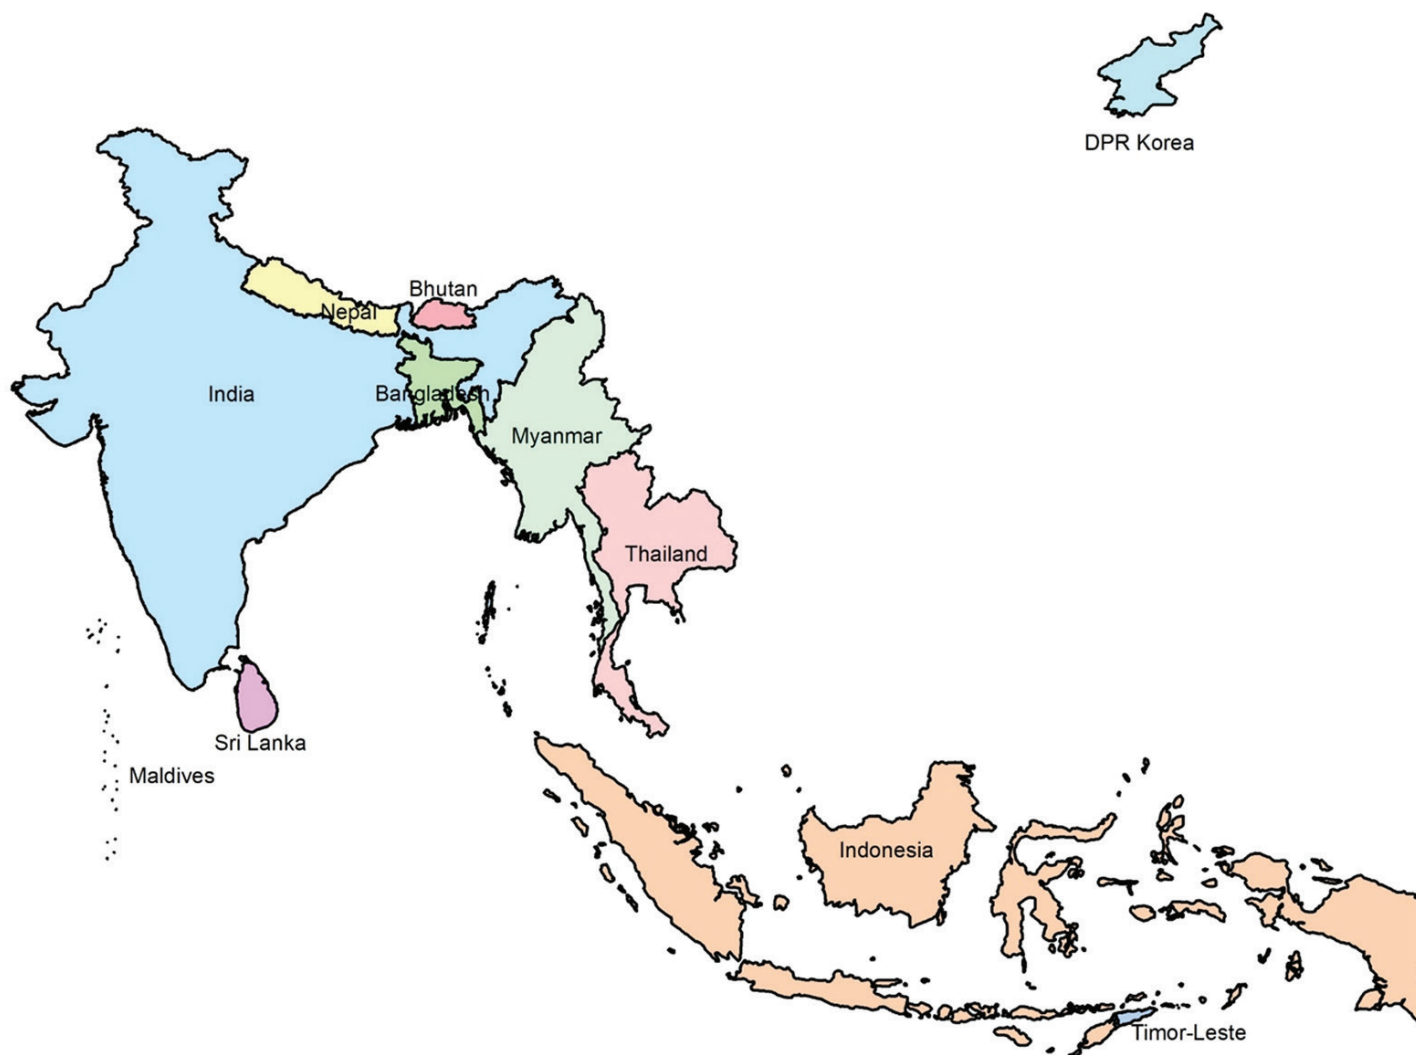 DPR Korea
Bhutan
Nepal
India
Bangladesh
Myanmar
Thailand
Sri Lanka
Maldives
Indonesia
Timor-Leste